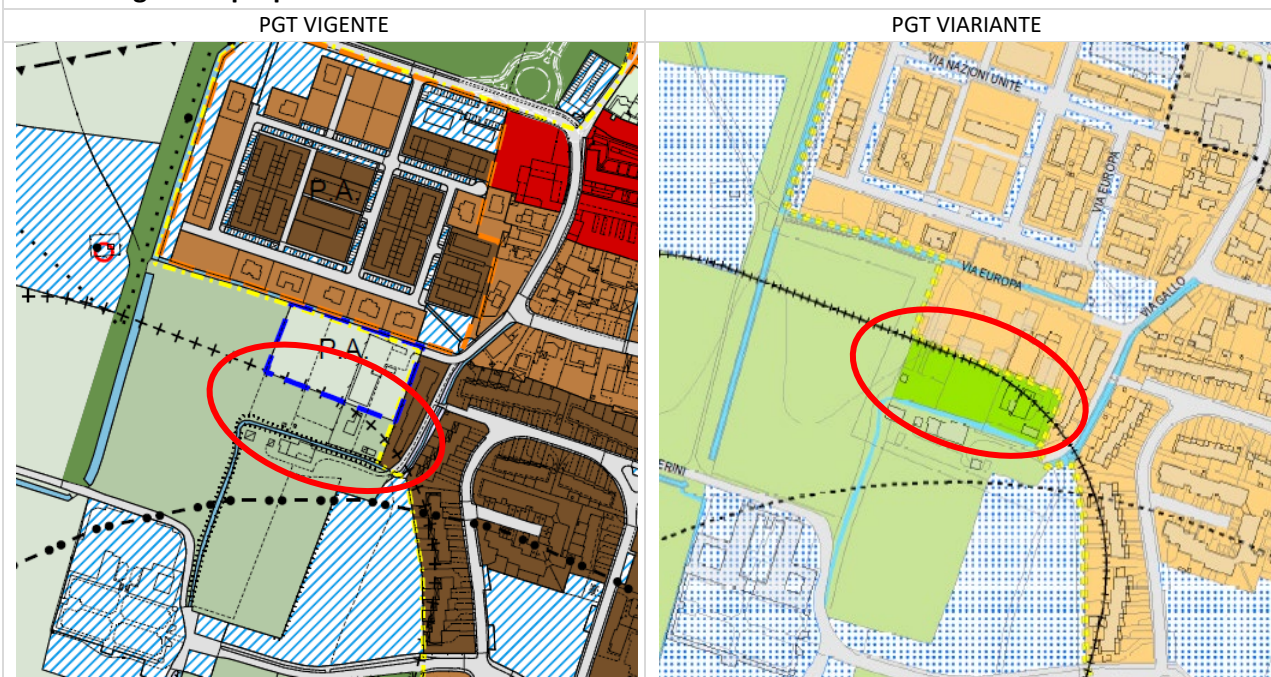 PGT VIGENTE
PGT VIARIANTE
P.A.
P.A.
VIA NAZIONI UNITE
VIA EUROPA
VIA EUROPA
VIA GALLO
ERINI